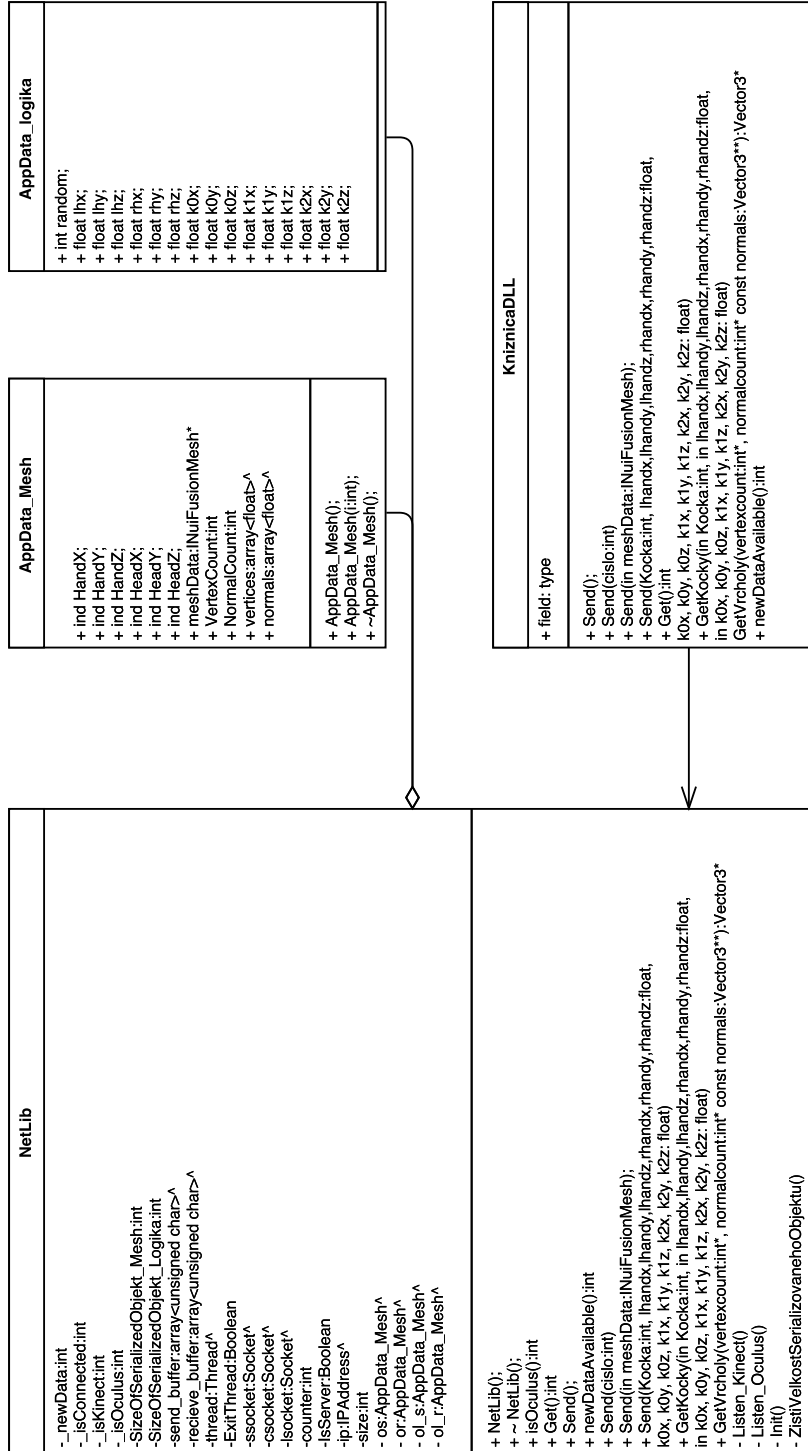 NetLib
-_newData:int
-_isConnected:int
-_isKinect:int
-_isOculus:int
-SizeOfSerializedObjekt_Mesh:int
-SizeOfSerializedObjekt_Logika:int
-send_buffer:array<unsigned char>^
-recieve_buffer:array<unsigned char>^
-thread:Thread^
-ExitThread:Boolean
-ssocket:Socket^
-csocket:Socket^
-lsocket:Socket^
-counter:int
-IsServer:Boolean
-ip:IPAddress^
-size:int
- os:AppData_Mesh^
- or:AppData_Mesh^
- ol_s:AppData_Mesh^
- ol_r:AppData_Mesh^
+ NetLib();
+ ~ NetLib();
+ isOculus():int
+ Get():int
+ Send();
+ newDataAvailable():int
+ Send(cislo:int)
+ Send(in meshData:INuiFusionMesh);
+ Send(Kocka:int, lhandx,lhandy,lhandz,rhandx,rhandy,rhandz:float,
k0x, k0y, k0z, k1x, k1y, k1z, k2x, k2y, k2z: float)
+ GetKocky(in Kocka:int, in lhandx,lhandy,lhandz,rhandx,rhandy,rhandz:float,
in k0x, k0y, k0z, k1x, k1y, k1z, k2x, k2y, k2z: float)
+ GetVrcholy(vertexcount:int*, normalcount:int* const normals:Vector3**):Vector3*
- Listen_Kinect()
- Listen_Oculus()
- Init()
- ZistiVelkostSerializovanehoObjektu()
AppData_Mesh
+ ind HandX;
+ ind HandY;
+ ind HandZ;
+ ind HeadX;
+ ind HeadY;
+ ind HeadZ;
+ meshData:INuiFusionMesh*
+ VertexCount:int
+ NormalCount:int
+ vertices:array<float>^
+ normals:array<float>^
+ AppData_Mesh();
+ AppData_Mesh(i:int);
+ ~AppData_Mesh();
AppData_logika
+ int random;
+ float lhx;
+ float lhy;
+ float lhz;
+ float rhx;
+ float rhy;
+ float rhz;
+ float k0x;
+ float k0y;
+ float k0z;
+ float k1x;
+ float k1y;
+ float k1z;
+ float k2x;
+ float k2y;
+ float k2z;
KniznicaDLL
+ field: type
+ Send();
+ Send(cislo:int)
+ Send(in meshData:INuiFusionMesh);
+ Send(Kocka:int, lhandx,lhandy,lhandz,rhandx,rhandy,rhandz:float,
+ Get():int
k0x, k0y, k0z, k1x, k1y, k1z, k2x, k2y, k2z: float)
+ GetKocky(in Kocka:int, in lhandx,lhandy,lhandz,rhandx,rhandy,rhandz:float,
in k0x, k0y, k0z, k1x, k1y, k1z, k2x, k2y, k2z: float)
GetVrcholy(vertexcount:int*, normalcount:int* const normals:Vector3**):Vector3*
+ newDataAvailable():int